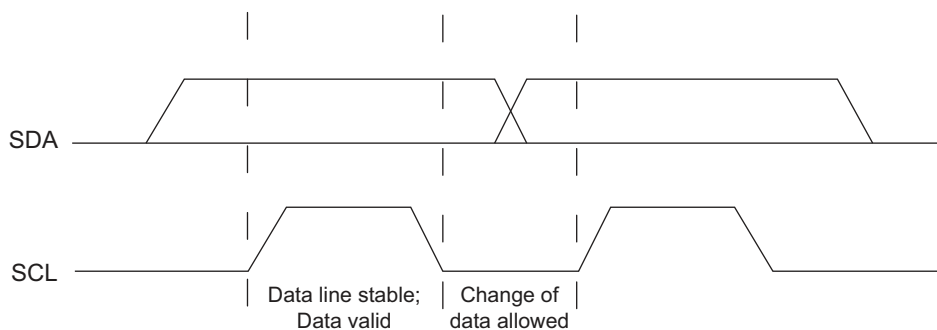 SDA
SCL
Data line stable;
Data valid
Change of
data allowed